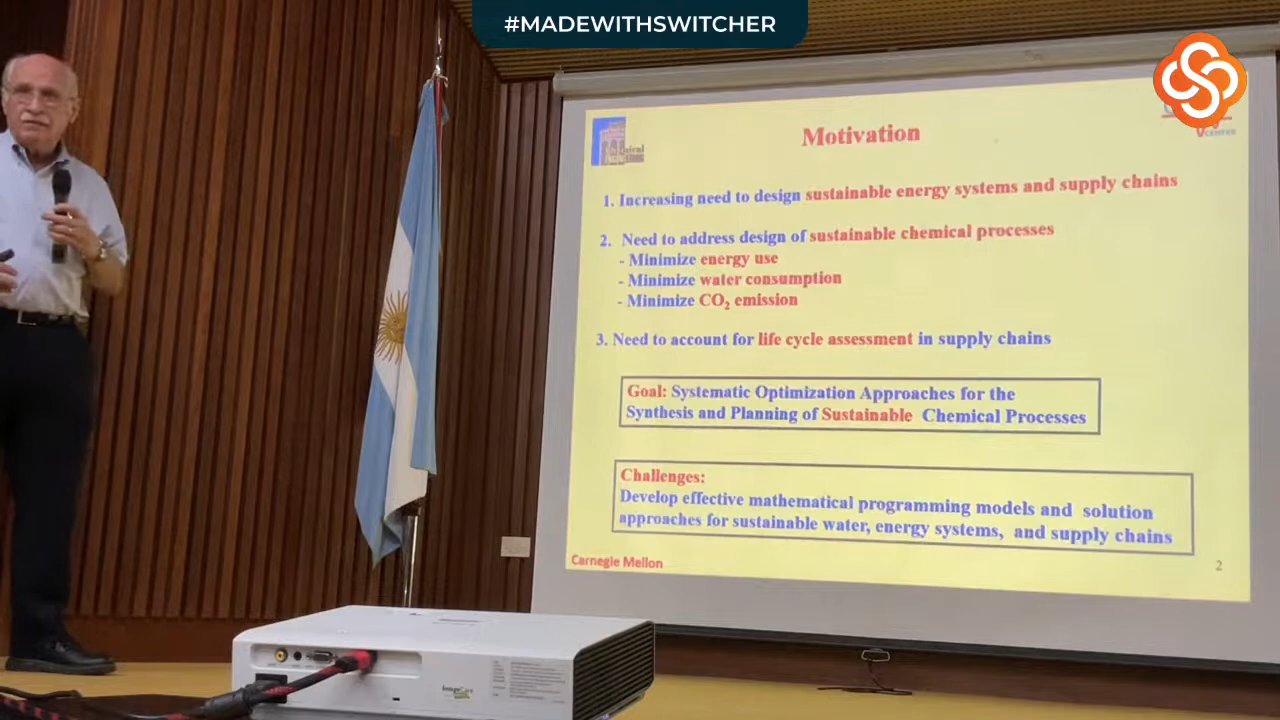 #MADEWITHSWITCHER
Motivation
CENTER
1. Increasing need to design sustainable energy systems and supply chains
2. Need to address design of sustainable chemical processes
- Minimize energy use
- Minimize water consumption
- Minimize CO₂ emission
3. Need to account for life cycle assessment in supply chains
Goal: Systematic Optimization Approaches for the
Synthesis and Planning of Sustainable Chemical Processes
Challenges:
Develop effective mathematical programming models and solution
approaches for sustainable water, energy systems, and supply chains
Carnegie Mellon
2